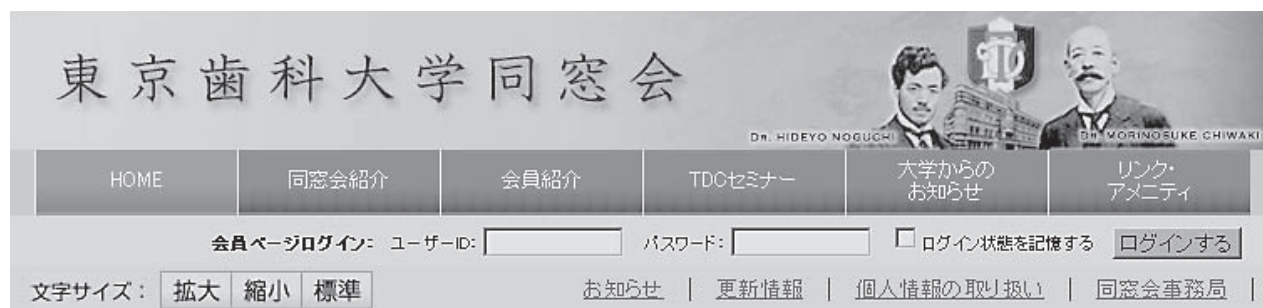 東京歯科大学同窓会
DR. HIDEYO NOGUCHI
DR. MORINOSUKE CHIWAKI
HOME
同窓会紹介
会員紹介
TDCセミナー
大学からの
お知らせ
リンク・
アメニティ
会員ページログイン: ユーザーID: パスワード: ログイン状態を記憶する ログインする
文字サイズ: 拡大 縮小 標準
お知らせ | 更新情報 | 個人情報の取り扱い | 同窓会事務局 |